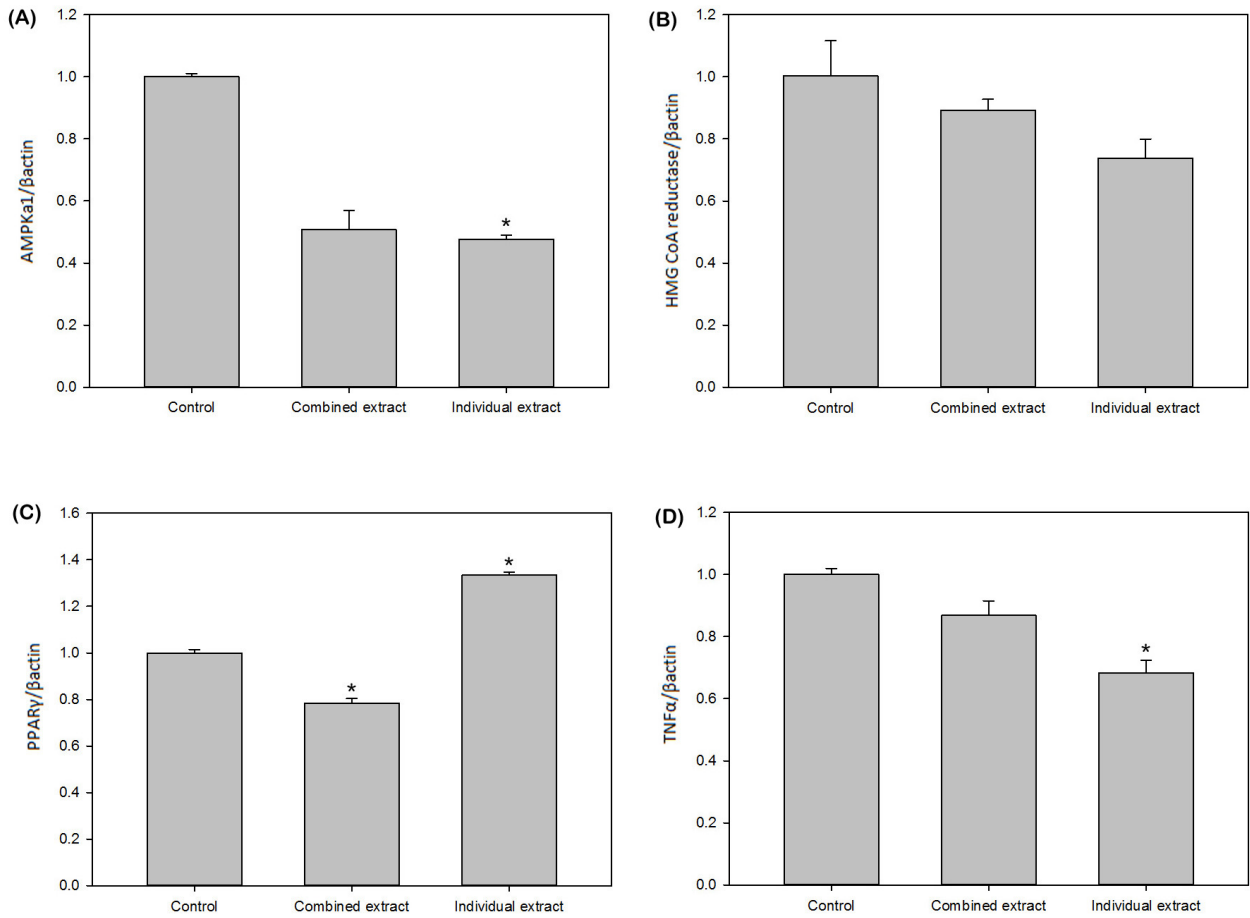 (A)
1.2
1.0
0.8
0.6
0.4
0.2
0.0
AMPKa1/βactin
*
Control
Combined extract
Individual extract
(B)
1.2
1.0
0.8
0.6
0.4
0.2
0.0
HMG CoA reductase/βactin
Control
Combined extract
Individual extract
(C)
1.6
1.4
1.2
1.0
0.8
0.6
0.4
0.2
0.0
PPARγ/βactin
*
*
Control
Combined extract
Individual extract
(D)
1.2
1.0
0.8
0.6
0.4
0.2
0.0
TNFα/βactin
*
Control
Combined extract
Individual extract